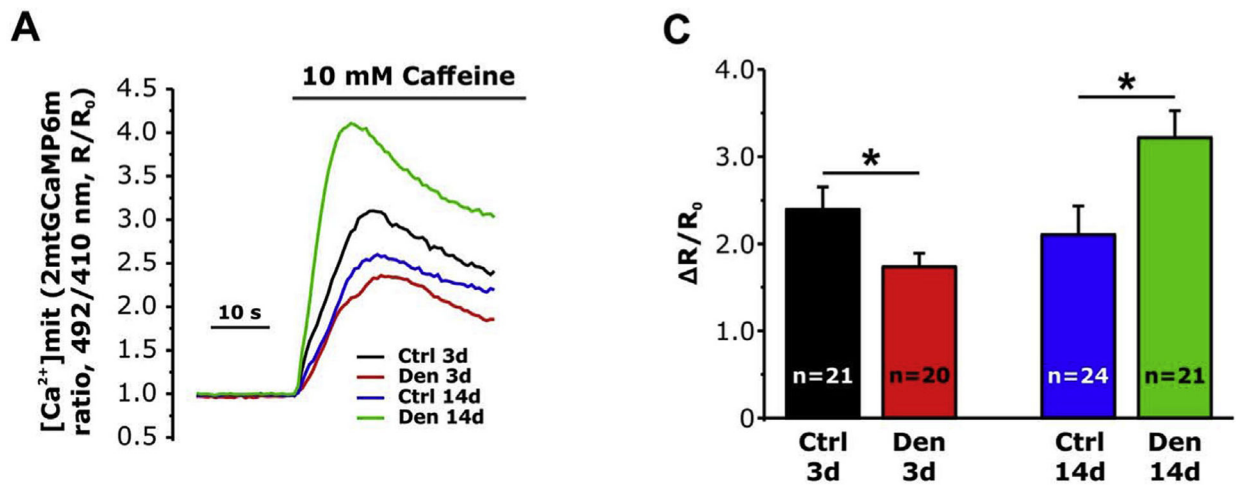 A
10 mM Caffeine
[Ca²⁺]mit (2mtGCaMP6m
ratio, 492/410 nm, R/R₀)
4.5
4.0
3.5
3.0
2.5
2.0
1.5
1.0
0.5
10 s
Ctrl 3d
Den 3d
Ctrl 14d
Den 14d
C
ΔR/R₀
4.0
3.0
2.0
1.0
0
*
*
n=21
n=20
n=24
n=21
Ctrl
3d
Den
3d
Ctrl
14d
Den
14d